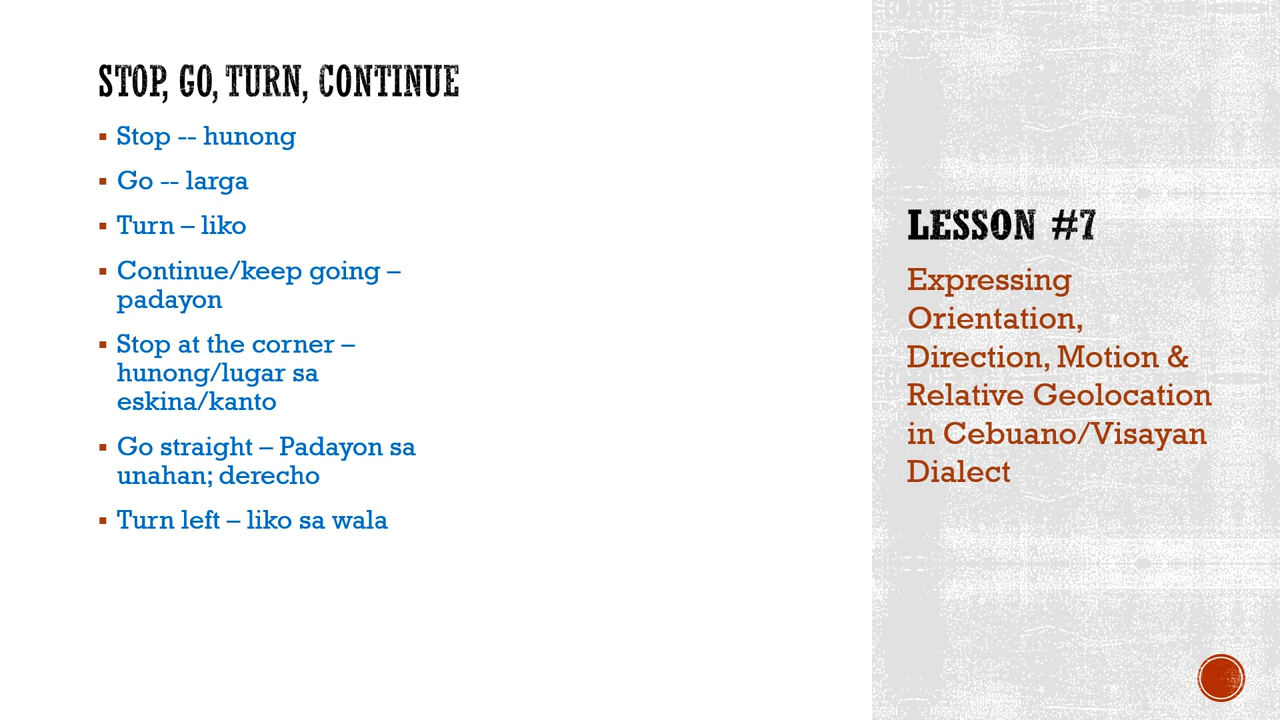 STOP, GO, TURN, CONTINUE
▪ Stop -- hunong
▪ Go -- larga
▪ Turn – liko
▪ Continue/keep going –
padayon
▪ Stop at the corner –
hunong/lugar sa
eskina/kanto
▪ Go straight – Padayon sa
unahan; derecho
▪ Turn left – liko sa wala
LESSON #7
Expressing
Orientation,
Direction, Motion &
Relative Geolocation
in Cebuano/Visayan
Dialect